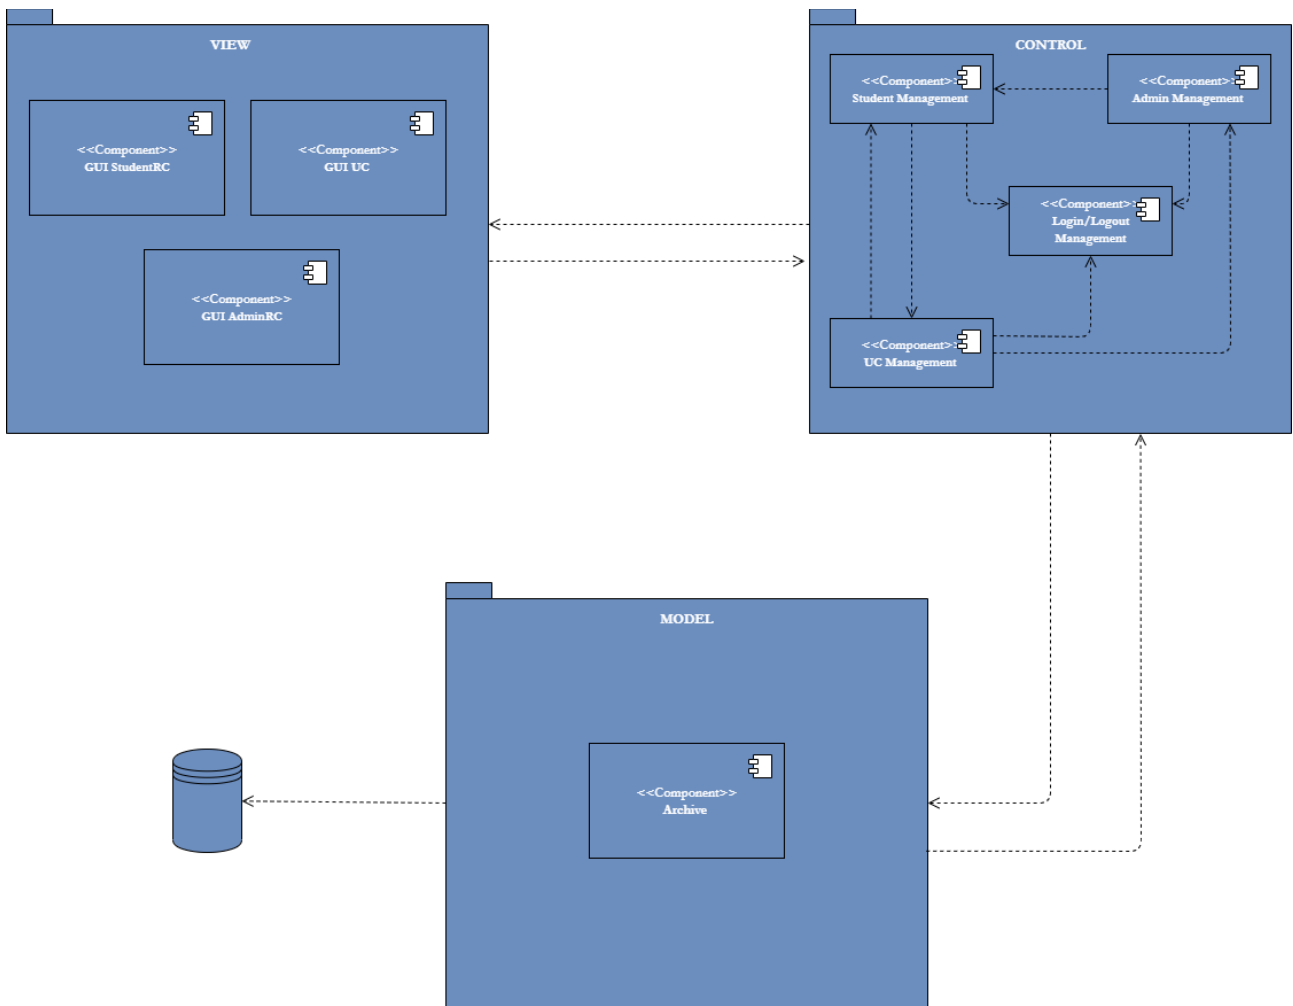 VIEW
<<Component>>
GUI StudentRC
<<Component>>
GUI UC
<<Component>>
GUI AdminRC
CONTROL
<<Component>
Student Management
<<Component>
Admin Management
<<Component>
Login/Logout
Management
<<Component>
UC Management
MODEL
<<Component>>
Archive